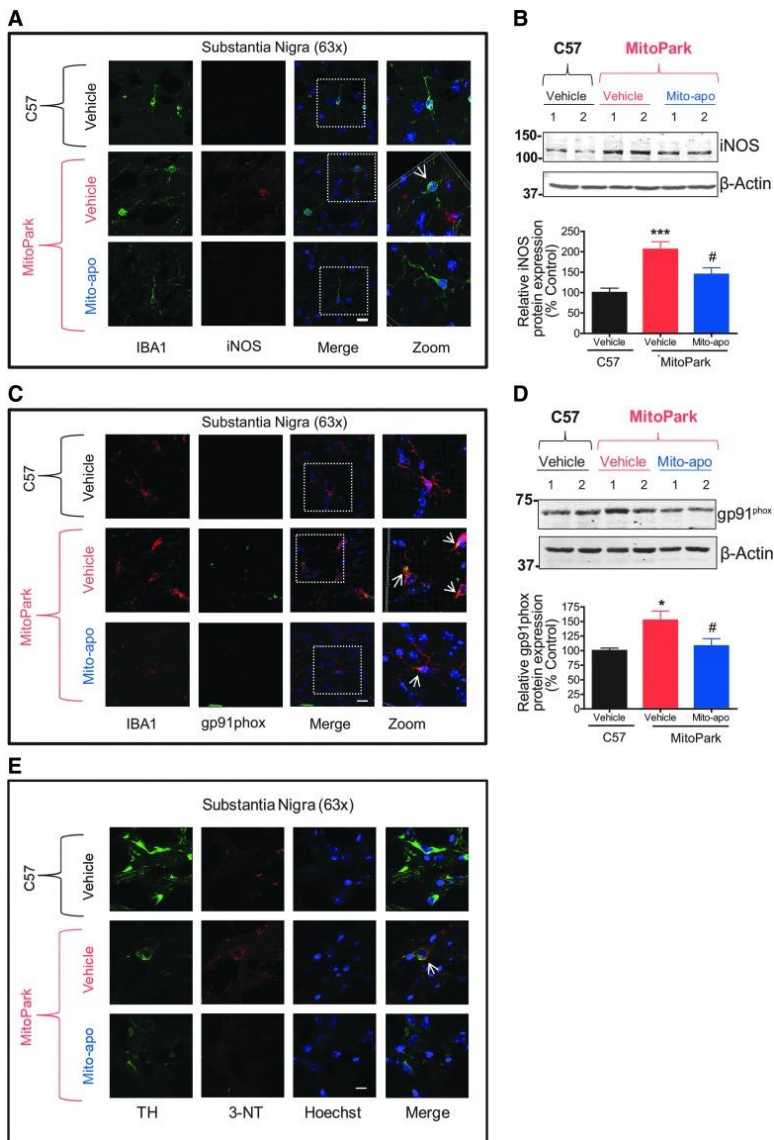 A
Substantia Nigra (63x)
C57
Vehicle
MitoPark
Vehicle
Mito-apo
IBA1 iNOS Merge Zoom
B
C57 MitoPark
Vehicle Vehicle Mito-apo
1 2 1 2 1 2
150
100
iNOS
37
β-Actin
Relative iNOS
protein expression
(% Control)
250
200
150
100
50
0
***
#
Vehicle Vehicle Mito-apo
C57 MitoPark
C
Substantia Nigra (63x)
C57
Vehicle
MitoPark
Vehicle
Mito-apo
IBA1 gp91phox Merge Zoom
D
C57 MitoPark
Vehicle Vehicle Mito-apo
1 2 1 2 1 2
75
gp91phox
β-Actin
37
Relative gp91phox
protein expression
(% Control)
175
150
125
100
75
50
25
0
*
#
Vehicle Vehicle Mito-apo
C57 MitoPark
E
Substantia Nigra (63x)
C57
Vehicle
MitoPark
Vehicle
Mito-apo
TH 3-NT Hoechst Merge